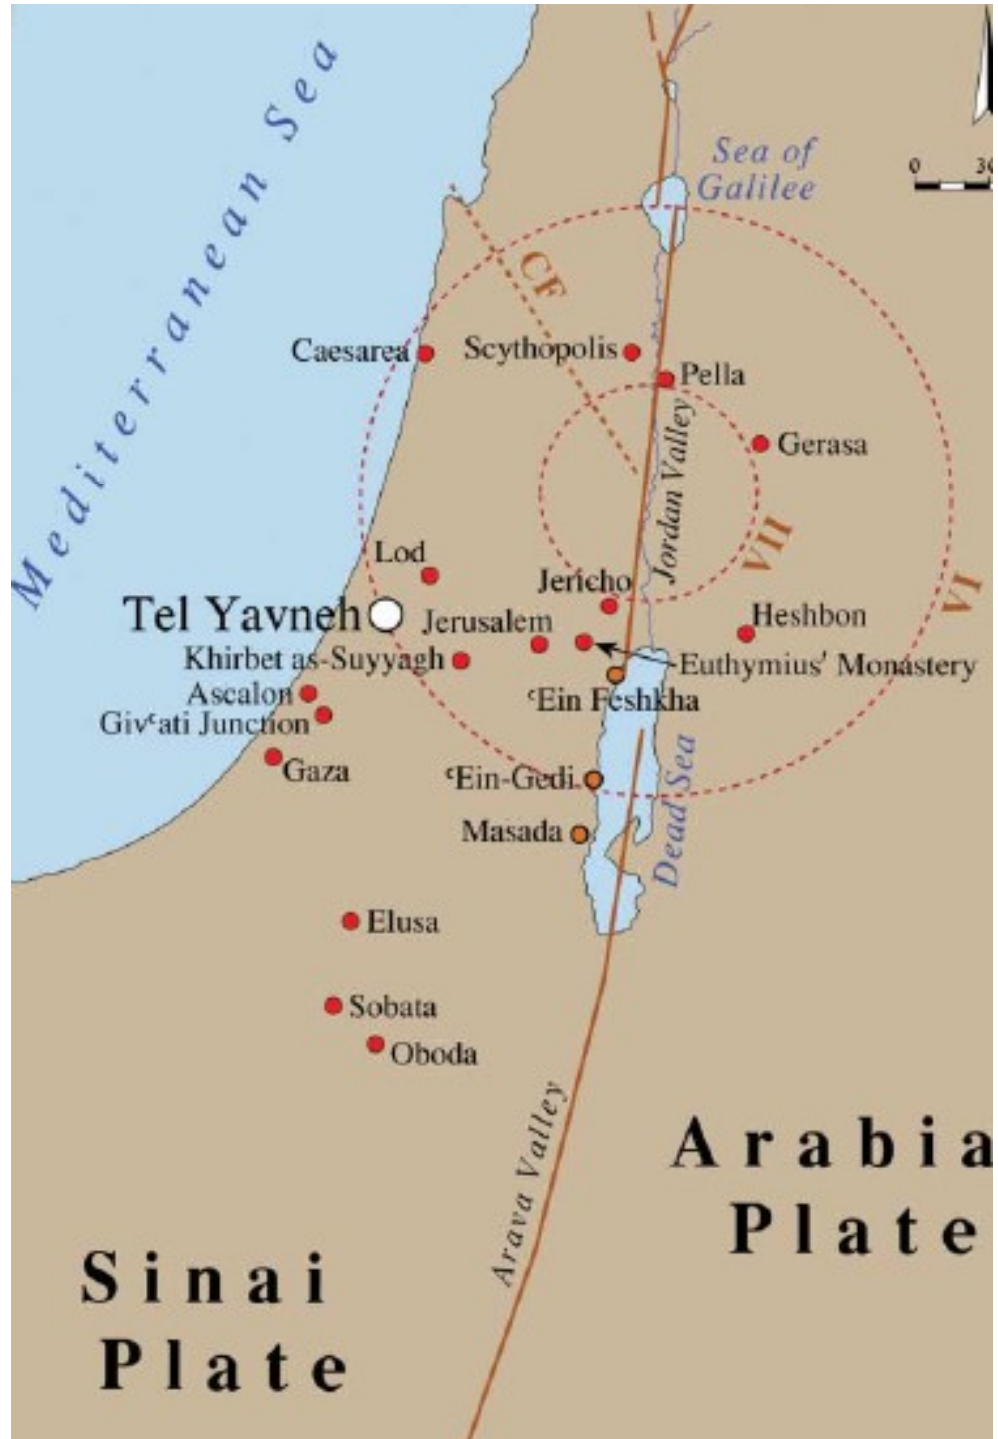 Mediterranean Sea
Sea of
Galilee
0 30
CF
Caesarea
Scythopolis
Pella
Gerasa
Jordan Valley
VII
VI
Lod
Jericho
Tel Yavneh
Jerusalem
Heshbon
Khirbet as-Suyyagh
Euthymius' Monastery
Ascalon
ʿEin Feshkha
Givʿati Junction
Gaza
ʿEin-Gedi
Dead Sea
Masada
Elusa
Sobata
Oboda
Arava Valley
Arabia
Plate
Sinai
Plate